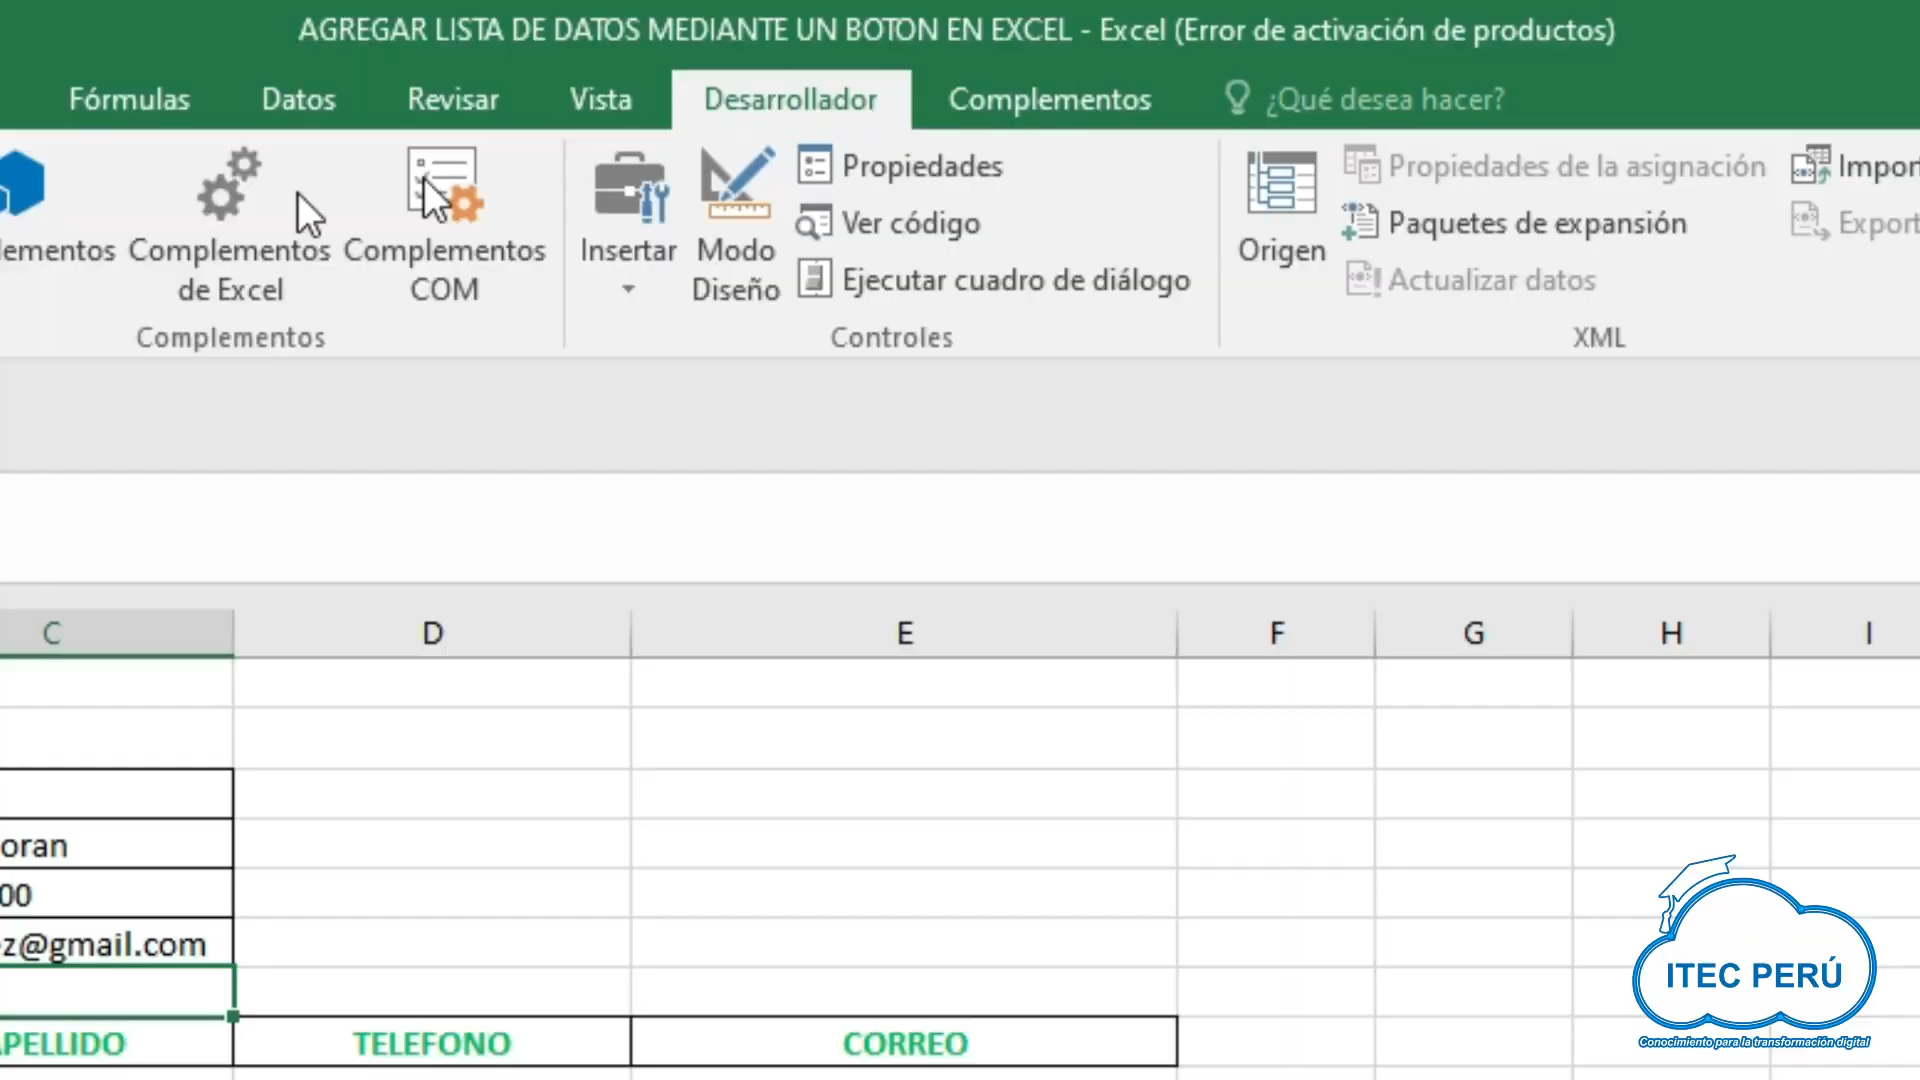 AGREGAR LISTA DE DATOS MEDIANTE UN BOTON EN EXCEL - Excel (Error de activación de productos)
Fórmulas Datos Revisar Vista Desarrollador Complementos ¿Qué desea hacer?
lementos
Complementos
de Excel
Complementos
COM
Complementos
Insertar
Modo
Diseño
Propiedades
Ver código
Ejecutar cuadro de diálogo
Controles
Origen
Propiedades de la asignación
Paquetes de expansión
Actualizar datos
Impor
Export
XML
C D E F G H I
oran
00
ez@gmail.com
APELLIDO TELEFONO CORREO
ITEC PERÚ
Conocimiento para la transformación digital